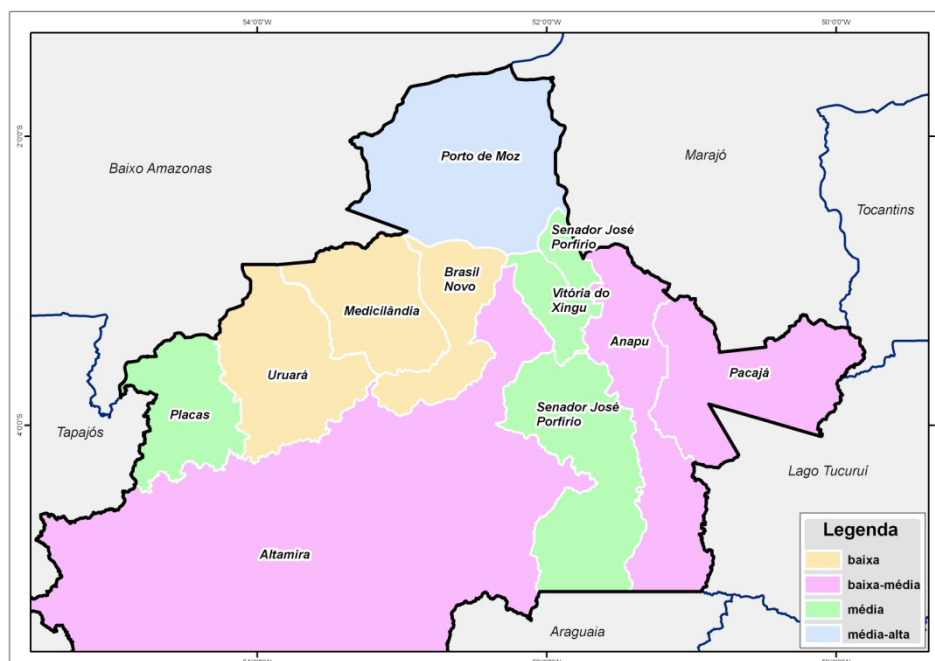 54°0'0"W
52°0'0"W
50°0'0"W
2°0'0"S
Porto de Moz
Baixo Amazonas
Marajó
Tocantins
Senador José
Porfírio
Brasil
Novo
Vitória do
Xingu
Medicilândia
Anapu
Uruará
Pacajá
Placas
Senador José
Porfírio
4°0'0"S
Tapajós
Lago Tucuruí
Altamira
Legenda
baixa
baixa-média
média
média-alta
Araguaia